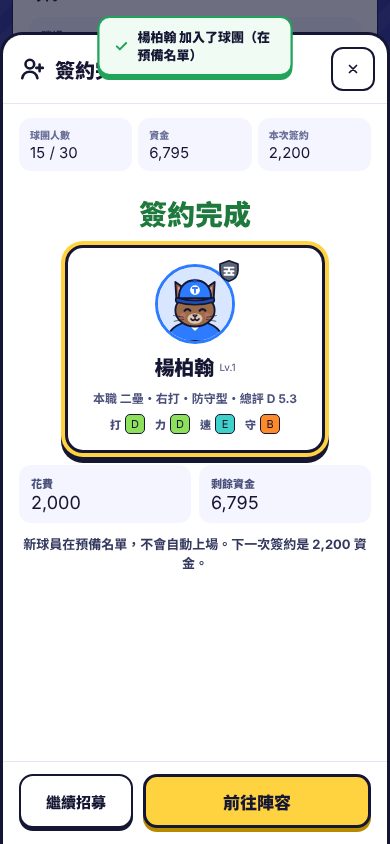 楊柏翰 加入了球團（在
預備名單）
簽約
球團人數
15 / 30
資金
6,795
本次簽約
2,200
簽約完成
T
王
楊柏翰 Lv.1
本職 二壘・右打・防守型・總評 D 5.3
打 D 力 D 速 E 守 B
花費
2,000
剩餘資金
6,795
新球員在預備名單，不會自動上場。下一次簽約是 2,200 資
金。
繼續招募
前往陣容